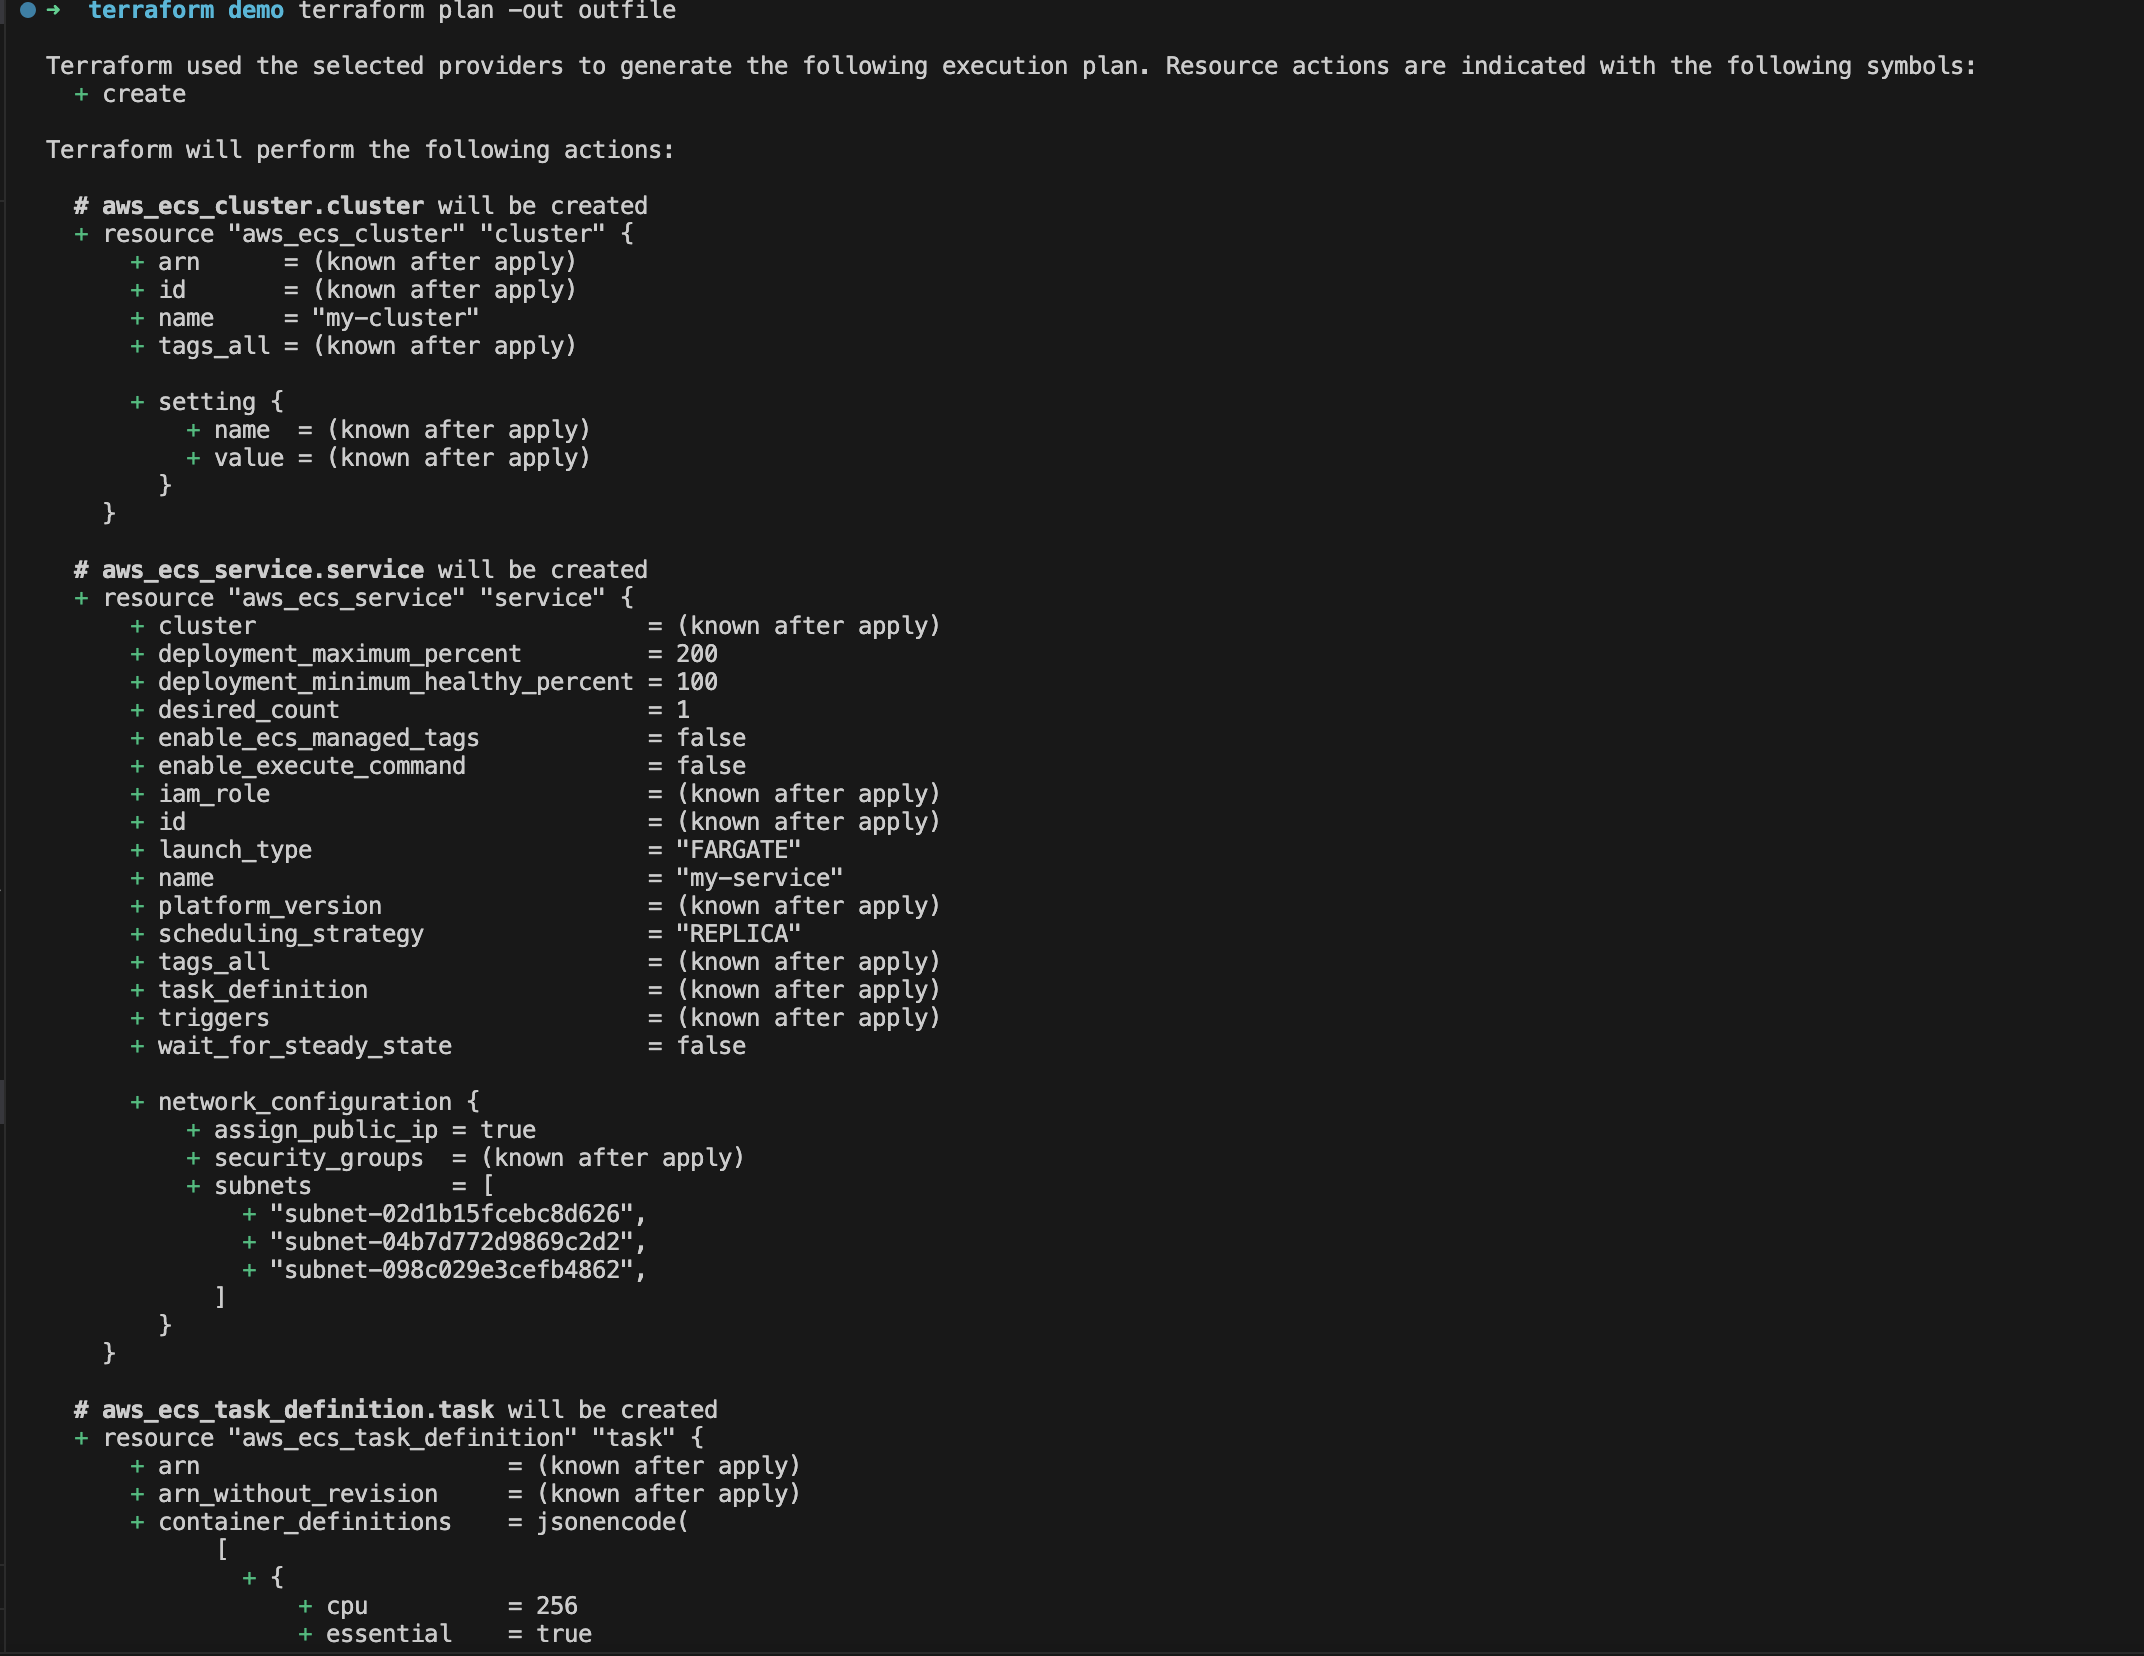 ➜  terraform demo terraform plan -out outfile

Terraform used the selected providers to generate the following execution plan. Resource actions are indicated with the following symbols:
  + create

Terraform will perform the following actions:

  # aws_ecs_cluster.cluster will be created
  + resource "aws_ecs_cluster" "cluster" {
      + arn      = (known after apply)
      + id       = (known after apply)
      + name     = "my-cluster"
      + tags_all = (known after apply)

      + setting {
          + name  = (known after apply)
          + value = (known after apply)
        }
    }

  # aws_ecs_service.service will be created
  + resource "aws_ecs_service" "service" {
      + cluster                            = (known after apply)
      + deployment_maximum_percent         = 200
      + deployment_minimum_healthy_percent = 100
      + desired_count                      = 1
      + enable_ecs_managed_tags            = false
      + enable_execute_command             = false
      + iam_role                           = (known after apply)
      + id                                 = (known after apply)
      + launch_type                        = "FARGATE"
      + name                               = "my-service"
      + platform_version                   = (known after apply)
      + scheduling_strategy                = "REPLICA"
      + tags_all                           = (known after apply)
      + task_definition                    = (known after apply)
      + triggers                           = (known after apply)
      + wait_for_steady_state              = false

      + network_configuration {
          + assign_public_ip = true
          + security_groups  = (known after apply)
          + subnets          = [
              + "subnet-02d1b15fcebc8d626",
              + "subnet-04b7d772d9869c2d2",
              + "subnet-098c029e3cefb4862",
            ]
        }
    }

  # aws_ecs_task_definition.task will be created
  + resource "aws_ecs_task_definition" "task" {
      + arn                      = (known after apply)
      + arn_without_revision     = (known after apply)
      + container_definitions    = jsonencode(
            [
              + {
                  + cpu          = 256
                  + essential    = true